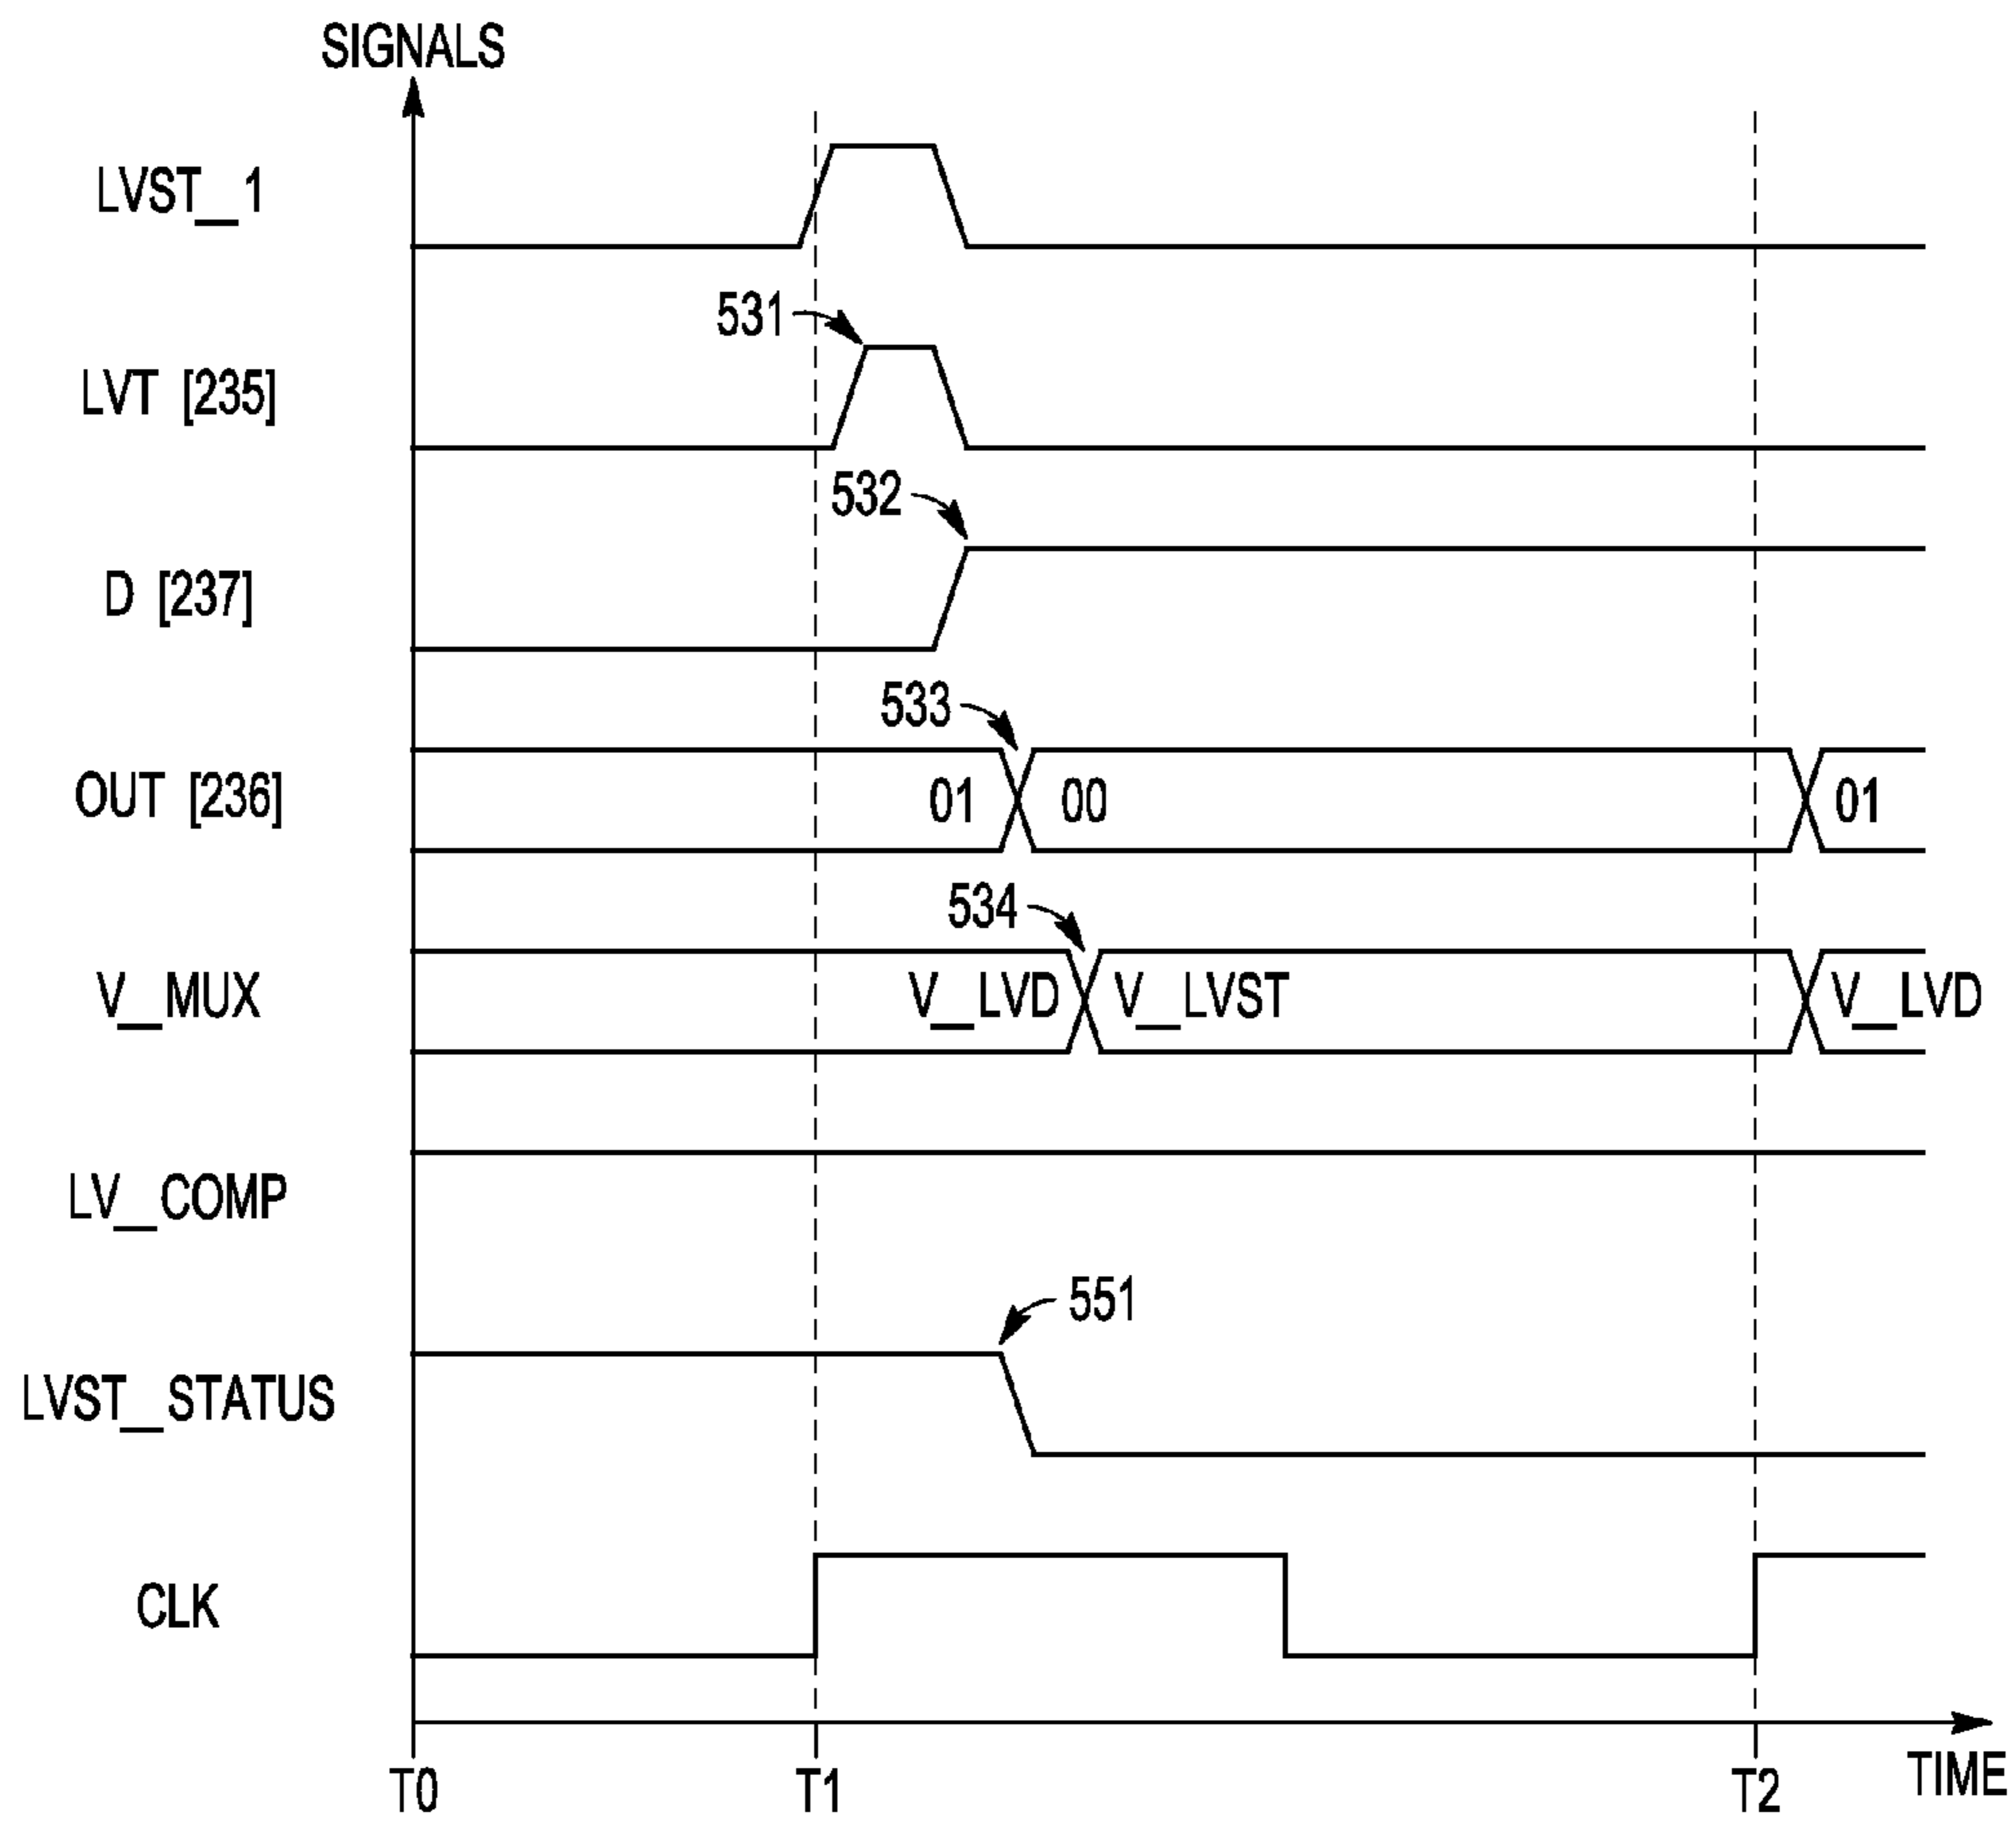 SIGNALS
LVST_1
531
LVT [235]
532
D [237]
533
OUT [236] 01 00 01
534
V_MUX V_LVD V_LVST V_LVD
LV_COMP
551
LVST_STATUS
CLK
T0 T1 T2 TIME